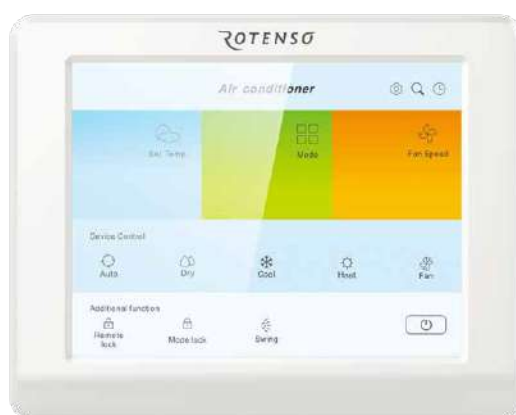 ROTENSO
Air conditioner
Set Temp.
Mode
Fan Speed
Device Control
Auto
Dry
Cool
Heat
Fan
Additional function
Remote
lock
Mode lock
Swing